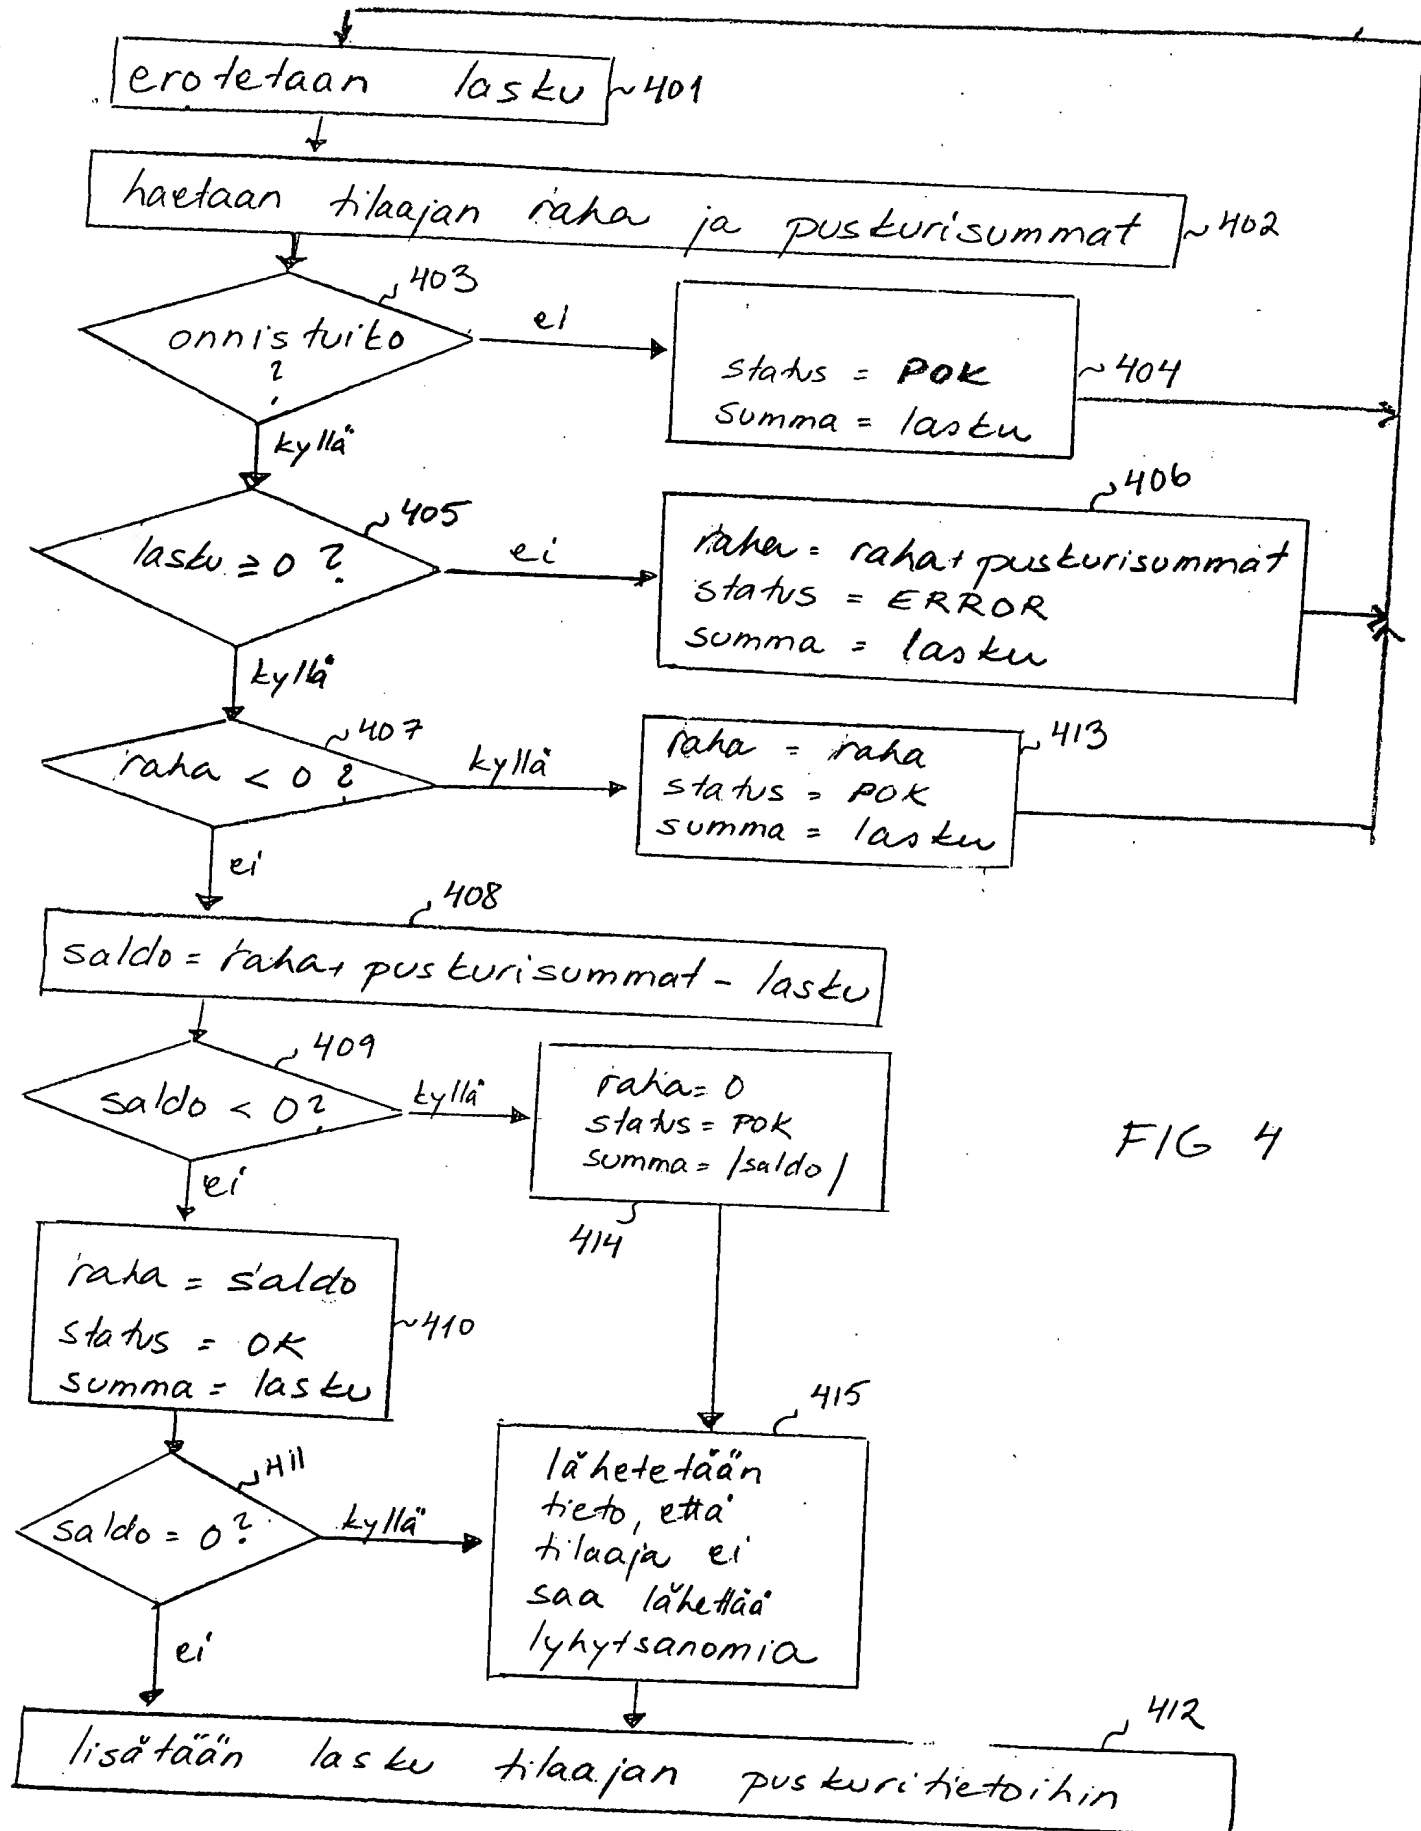 erotetaan lasku
401
haetaan tilaajan raha ja puskurisummat
402
403
onnistuiko
?
ei
status = POK
summa = lasku
404
kyllä
405
lasku ≥ 0 ?
ei
406
raha = raha + puskurisummat
status = ERROR
summa = lasku
kyllä
407
raha < 0 ?
kyllä
413
raha = raha
status = POK
summa = lasku
ei
408
saldo = raha + puskurisummat - lasku
409
saldo < 0 ?
kyllä
raha = 0
status = POK
summa = /saldo/
414
FIG 4
ei
raha = saldo
status = OK
summa = lasku
410
411
saldo = 0 ?
kyllä
415
lähetetään
tieto, että
tilaaja ei
saa lähettää
lyhytsanomia
ei
412
lisätään lasku tilaajan puskuritietoihin